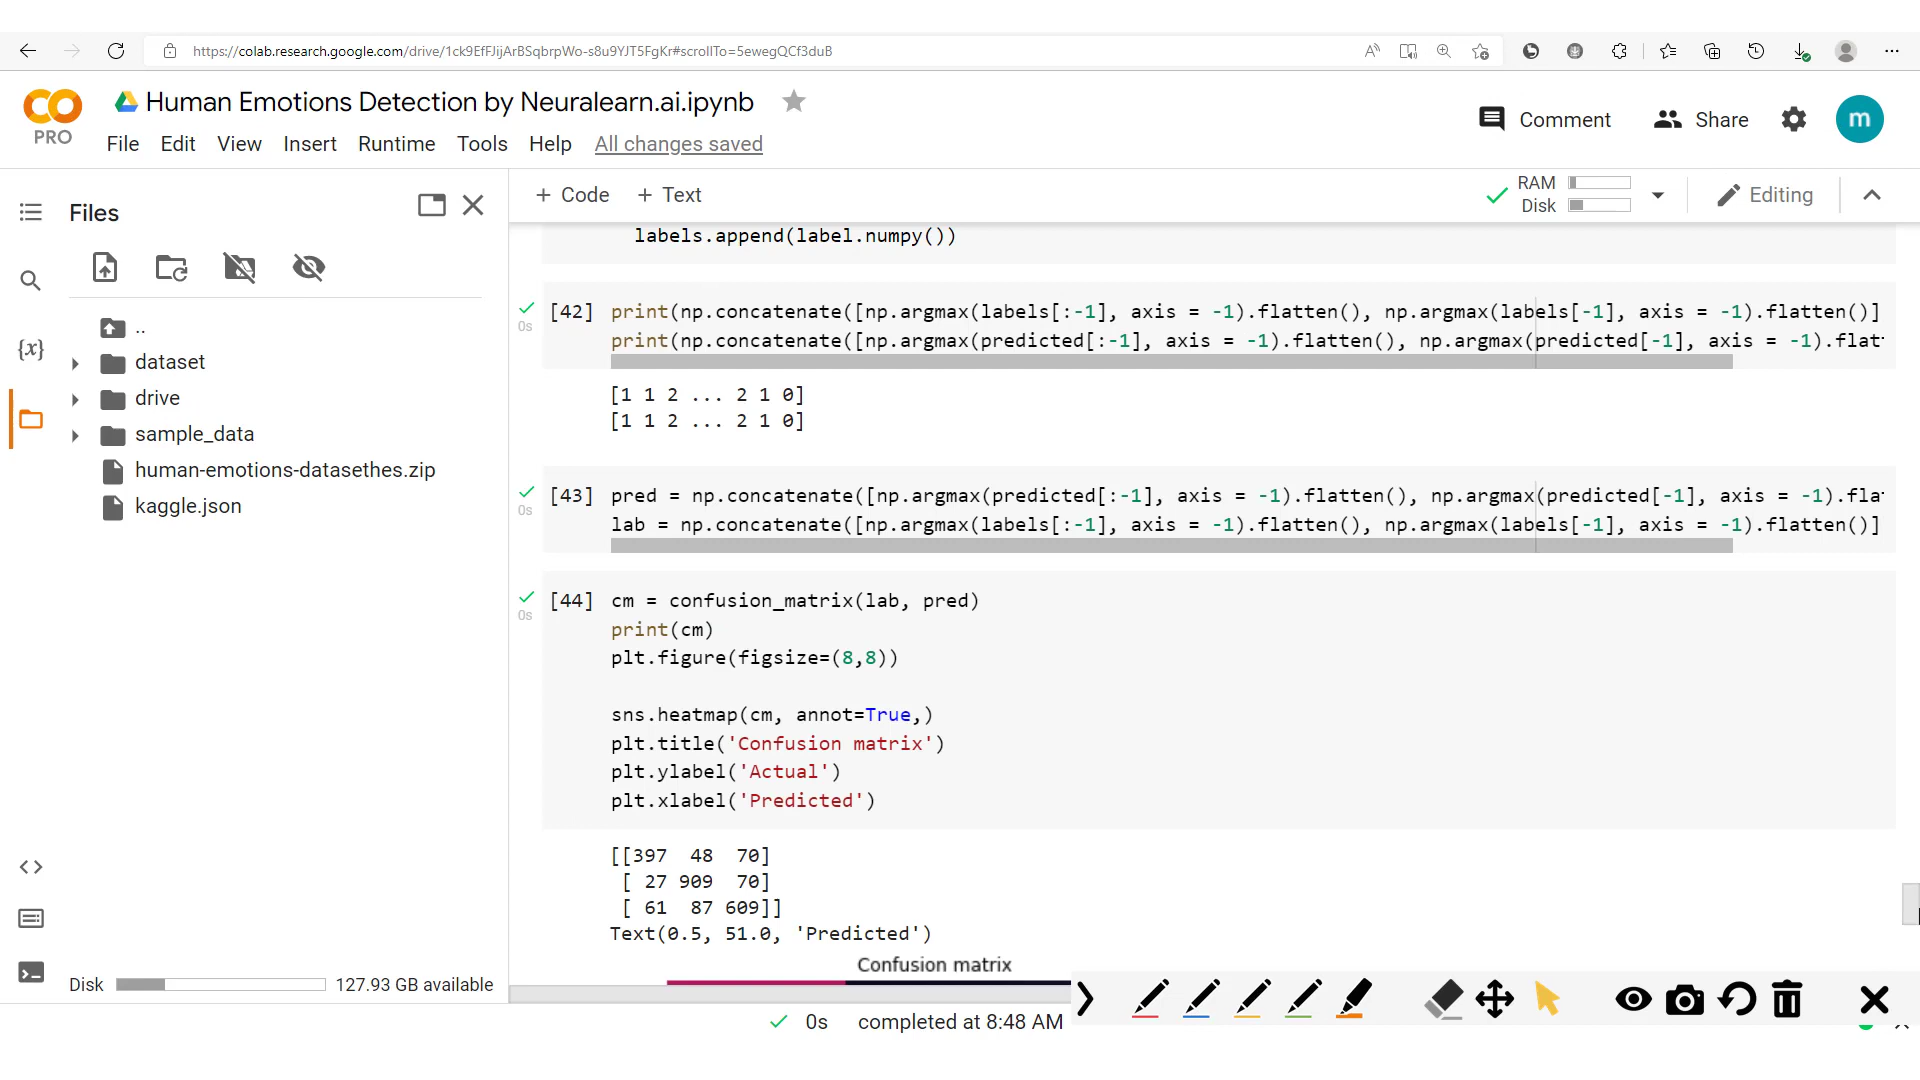 https://colab.research.google.com/drive/1ck9EfFJijArBSqbrpWo-s8u9YJT5FgKr#scrollTo=5ewegQCf3duB
CO
PRO
Human Emotions Detection by Neuralearn.ai.ipynb
File Edit View Insert Runtime Tools Help All changes saved
Comment Share m
Files
+ Code + Text
RAM
Disk
Editing
{x}
..
dataset
drive
sample_data
human-emotions-datasethes.zip
kaggle.json
Disk 127.93 GB available
labels.append(label.numpy())
0s
[42] print(np.concatenate([np.argmax(labels[:-1], axis = -1).flatten(), np.argmax(labels[-1], axis = -1).flatten()]
print(np.concatenate([np.argmax(predicted[:-1], axis = -1).flatten(), np.argmax(predicted[-1], axis = -1).flat
[1 1 2 ... 2 1 0]
[1 1 2 ... 2 1 0]
0s
[43] pred = np.concatenate([np.argmax(predicted[:-1], axis = -1).flatten(), np.argmax(predicted[-1], axis = -1).fla
lab = np.concatenate([np.argmax(labels[:-1], axis = -1).flatten(), np.argmax(labels[-1], axis = -1).flatten()]
0s
[44] cm = confusion_matrix(lab, pred)
print(cm)
plt.figure(figsize=(8,8))
sns.heatmap(cm, annot=True,)
plt.title('Confusion matrix')
plt.ylabel('Actual')
plt.xlabel('Predicted')
[[397 48 70]
[ 27 909 70]
[ 61 87 609]]
Text(0.5, 51.0, 'Predicted')
Confusion matrix
0s completed at 8:48 AM